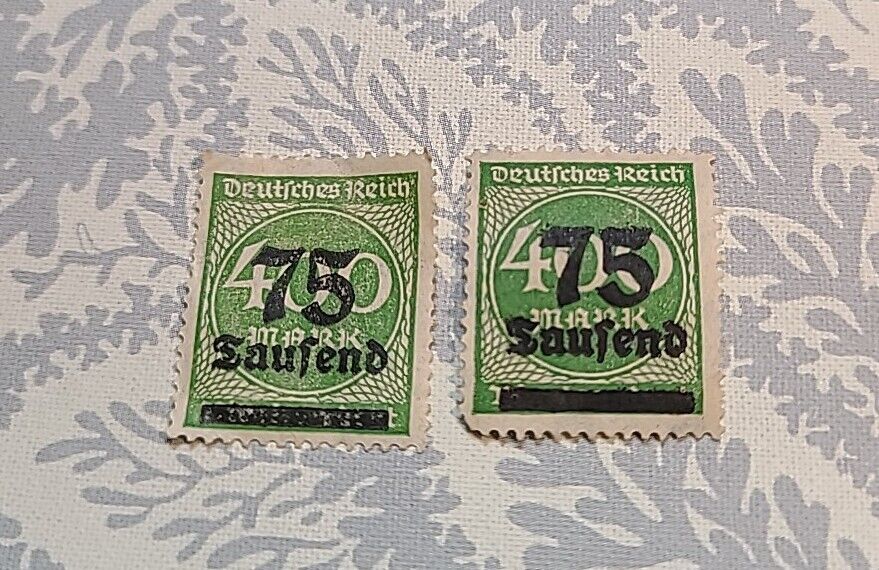 Deutsches Reich
400
75
MARK
Tausend
Deutsches Reich
400
75
MARK
Tausend